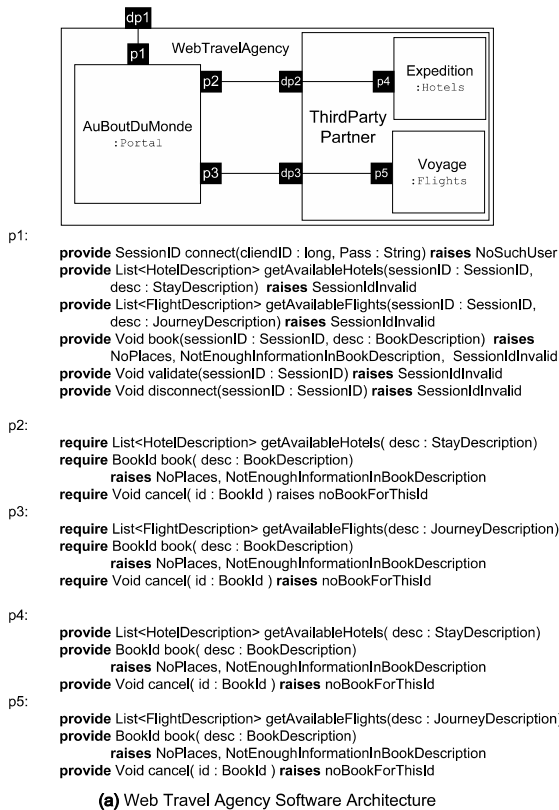 dp1
WebTravelAgency
p1
p2
dp2
p4
Expedition
:Hotels
AuBoutDuMonde
:Portal
ThirdParty
Partner
p3
dp3
p5
Voyage
:Flights
p1:
provide SessionID connect(cliendID : long, Pass : String) raises NoSuchUser
provide List<HotelDescription> getAvailableHotels(sessionID : SessionID,
desc : StayDescription) raises SessionIdInvalid
provide List<FlightDescription> getAvailableFlights(sessionID : SessionID,
desc : JourneyDescription) raises SessionIdInvalid
provide Void book(sessionID : SessionID, desc : BookDescription) raises
NoPlaces, NotEnoughInformationInBookDescription, SessionIdInvalid
provide Void validate(sessionID : SessionID) raises SessionIdInvalid
provide Void disconnect(sessionID : SessionID) raises SessionIdInvalid
p2:
require List<HotelDescription> getAvailableHotels( desc : StayDescription)
require BookId book( desc : BookDescription)
raises NoPlaces, NotEnoughInformationInBookDescription
require Void cancel( id : BookId ) raises noBookForThisId
p3:
require List<FlightDescription> getAvailableFlights(desc : JourneyDescription)
require BookId book( desc : BookDescription)
raises NoPlaces, NotEnoughInformationInBookDescription
require Void cancel( id : BookId ) raises noBookForThisId
p4:
provide List<HotelDescription> getAvailableHotels( desc : StayDescription)
provide BookId book( desc : BookDescription)
raises NoPlaces, NotEnoughInformationInBookDescription
provide Void cancel( id : BookId ) raises noBookForThisId
p5:
provide List<FlightDescription> getAvailableFlights(desc : JourneyDescription)
provide BookId book( desc : BookDescription)
raises NoPlaces, NotEnoughInformationInBookDescription
provide Void cancel( id : BookId ) raises noBookForThisId
(a) Web Travel Agency Software Architecture